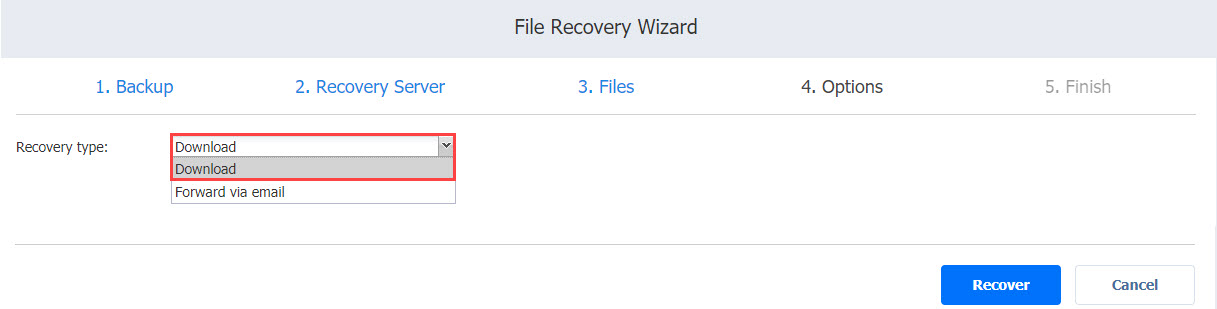 File Recovery Wizard
1. Backup 2. Recovery Server 3. Files 4. Options 5. Finish
Recovery type: Download
Download
Forward via email
Recover Cancel